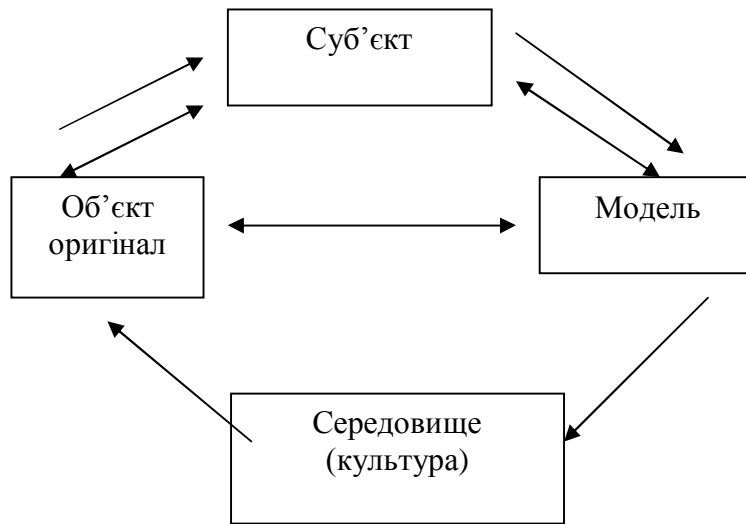 Суб’єкт
Об’єкт
оригінал
Модель
Середовище
(культура)